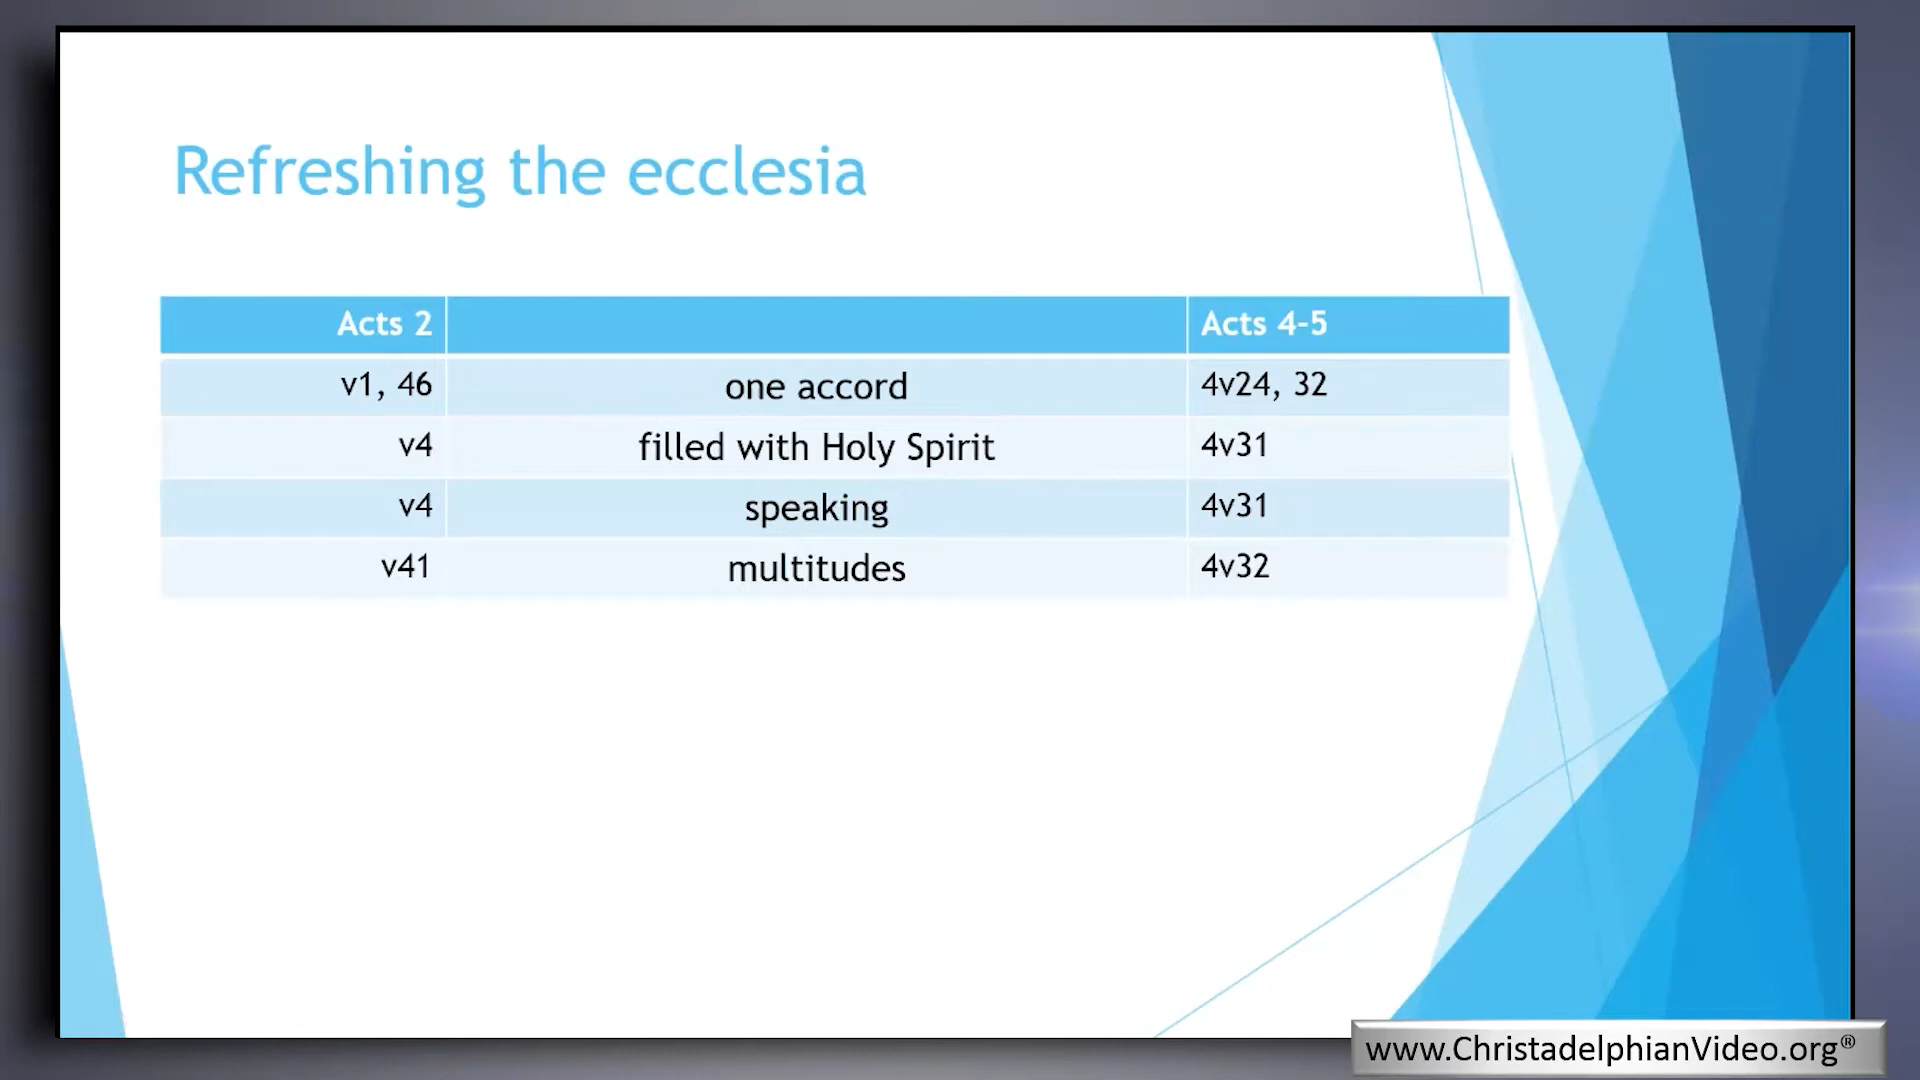 Refreshing the ecclesia
Acts 2 Acts 4-5
v1, 46 one accord 4v24, 32
v4 filled with Holy Spirit 4v31
v4 speaking 4v31
v41 multitudes 4v32
www.ChristadelphianVideo.org®